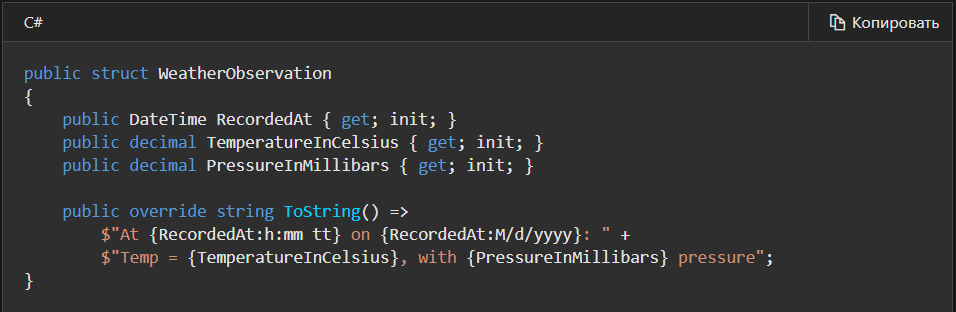 C#
Копировать
public struct WeatherObservation
{
    public DateTime RecordedAt { get; init; }
    public decimal TemperatureInCelsius { get; init; }
    public decimal PressureInMillibars { get; init; }

    public override string ToString() =>
        $"At {RecordedAt:h:mm tt} on {RecordedAt:M/d/yyyy}: " +
        $"Temp = {TemperatureInCelsius}, with {PressureInMillibars} pressure";
}